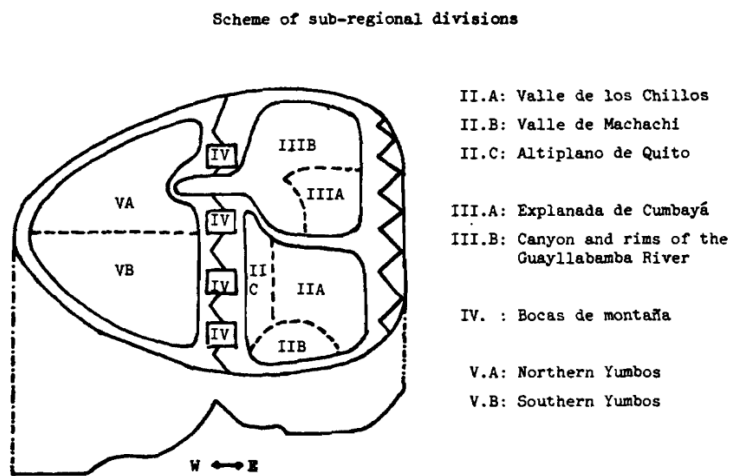 Scheme of sub-regional divisions
II.A: Valle de los Chillos
II.B: Valle de Machachi
II.C: Altiplano de Quito
III.A: Explanada de Cumbayá
III.B: Canyon and rims of the
Guayllabamba River
IV. : Bocas de montaña
V.A: Northern Yumbos
V.B: Southern Yumbos
IV
IIIB
IIIA
VA
IV
VB
II
C
IIA
IV
IV
IIB
W E